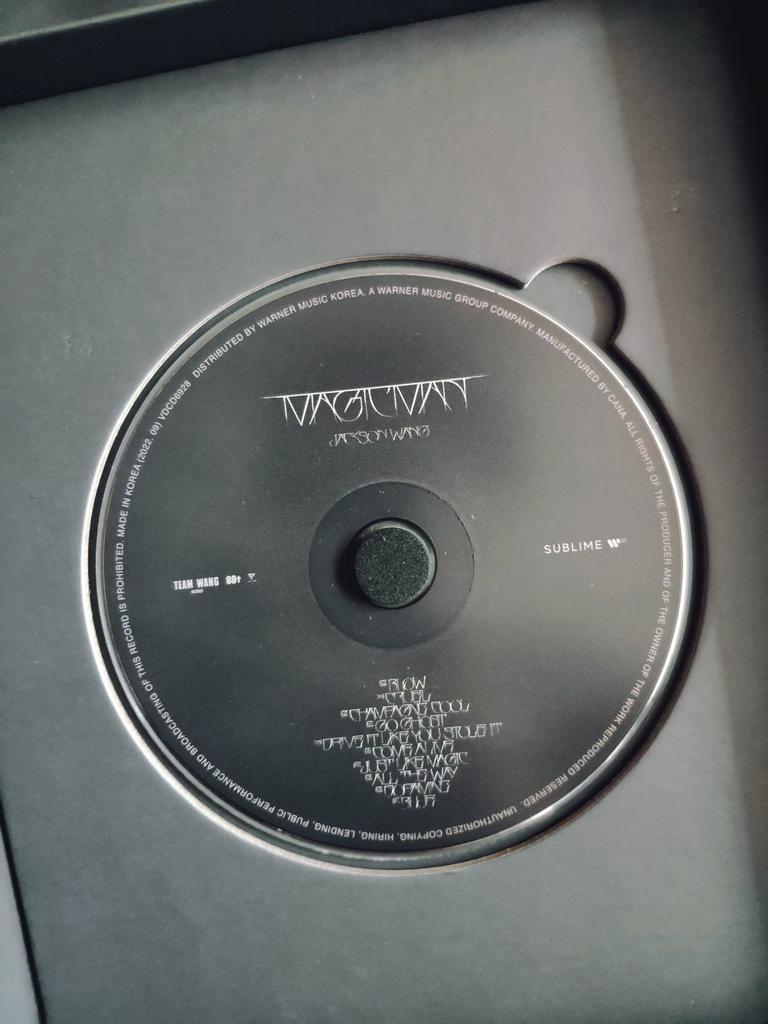 MAGICMAN
JACKSON WANG
TEAM WANG 88↑
SUBLIME
BLOW
CRUEL
CHAMPAGNE COOL
GO GHOST
DRIVE IT LIKE YOU STOLE IT
COME ALIVE
JUST LIKE MAGIC
ALL THE WAY
DOPAMINE
BLUE
MADE IN KOREA (2022. 09) VDCD6928 DISTRIBUTED BY WARNER MUSIC KOREA. A WARNER MUSIC GROUP COMPANY. MANUFACTURED BY CANA. ALL RIGHTS OF THE PRODUCER AND OF THE OWNER OF THE WORK REPRODUCED RESERVED. UNAUTHORIZED COPYING, HIRING, LENDING, PUBLIC PERFORMANCE AND BROADCASTING OF THIS RECORD IS PROHIBITED.